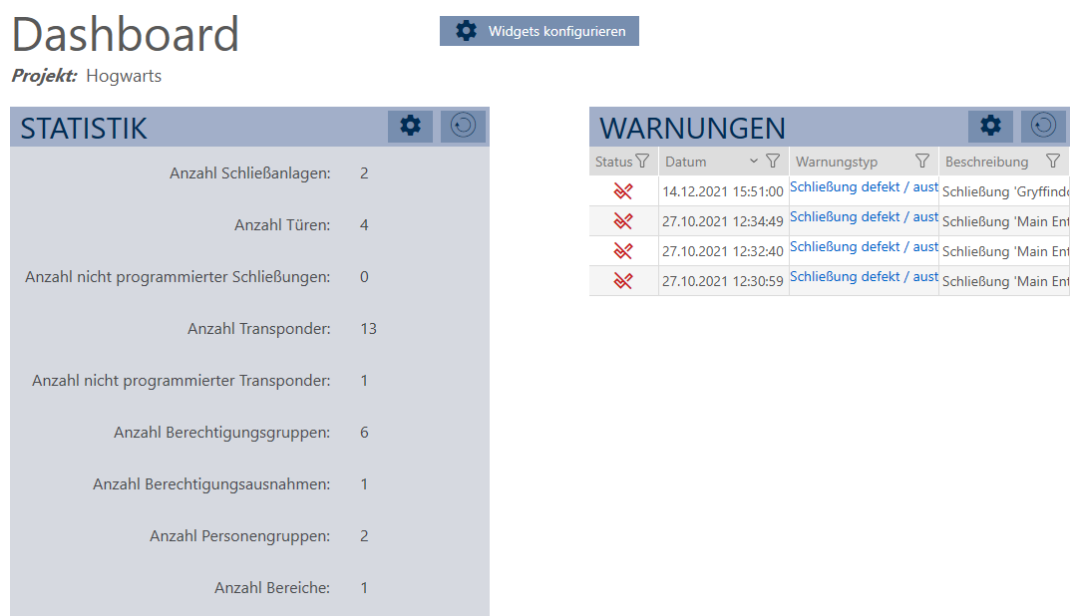 Dashboard
Widgets konfigurieren
Projekt: Hogwarts
STATISTIK
Anzahl Schließanlagen: 2
Anzahl Türen: 4
Anzahl nicht programmierter Schließungen: 0
Anzahl Transponder: 13
Anzahl nicht programmierter Transponder: 1
Anzahl Berechtigungsgruppen: 6
Anzahl Berechtigungsausnahmen: 1
Anzahl Personengruppen: 2
Anzahl Bereiche: 1
WARNUNGEN
Status Datum Warnungstyp Beschreibung
14.12.2021 15:51:00 Schließung defekt / aust Schließung 'Gryffindo
27.10.2021 12:34:49 Schließung defekt / aust Schließung 'Main Ent
27.10.2021 12:32:40 Schließung defekt / aust Schließung 'Main Ent
27.10.2021 12:30:59 Schließung defekt / aust Schließung 'Main Ent